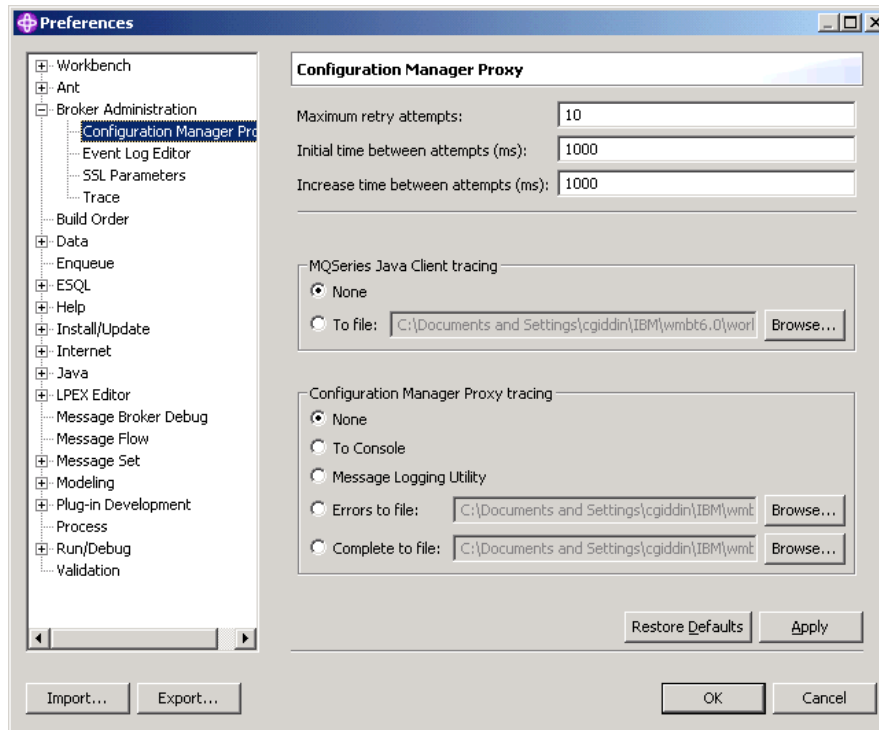 Preferences
Workbench
Ant
Broker Administration
Configuration Manager Pro
Event Log Editor
SSL Parameters
Trace
Build Order
Data
Enqueue
ESQL
Help
Install/Update
Internet
Java
LPEX Editor
Message Broker Debug
Message Flow
Message Set
Modeling
Plug-in Development
Process
Run/Debug
Validation
Configuration Manager Proxy
Maximum retry attempts: 10
Initial time between attempts (ms): 1000
Increase time between attempts (ms): 1000
MQSeries Java Client tracing
None
To file: C:\Documents and Settings\cgiddin\IBM\wmbt6.0\worl Browse...
Configuration Manager Proxy tracing
None
To Console
Message Logging Utility
Errors to file: C:\Documents and Settings\cgiddin\IBM\wmb Browse...
Complete to file: C:\Documents and Settings\cgiddin\IBM\wmb Browse...
Restore Defaults Apply
Import... Export... OK Cancel